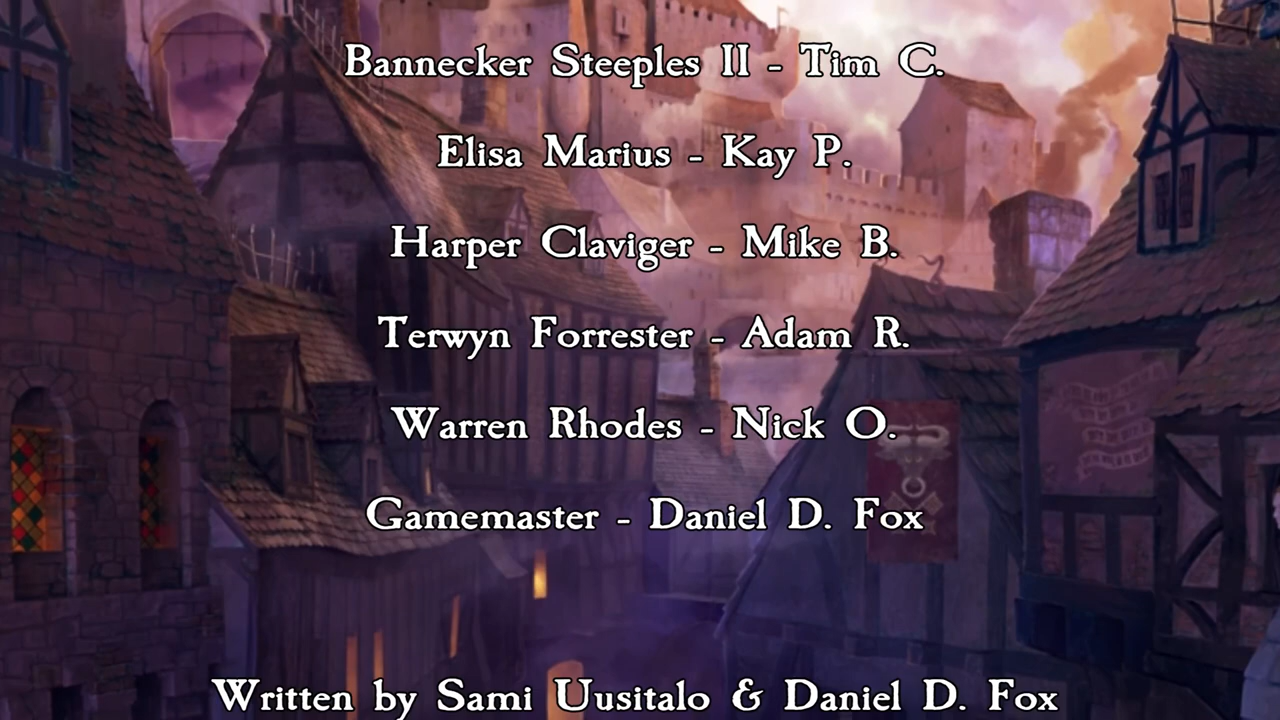 Bannecker Steeples II - Tim C.
Elisa Marius - Kay P.
Harper Claviger - Mike B.
Terwyn Forrester - Adam R.
Warren Rhodes - Nick O.
Gamemaster - Daniel D. Fox
Written by Sami Uusitalo & Daniel D. Fox